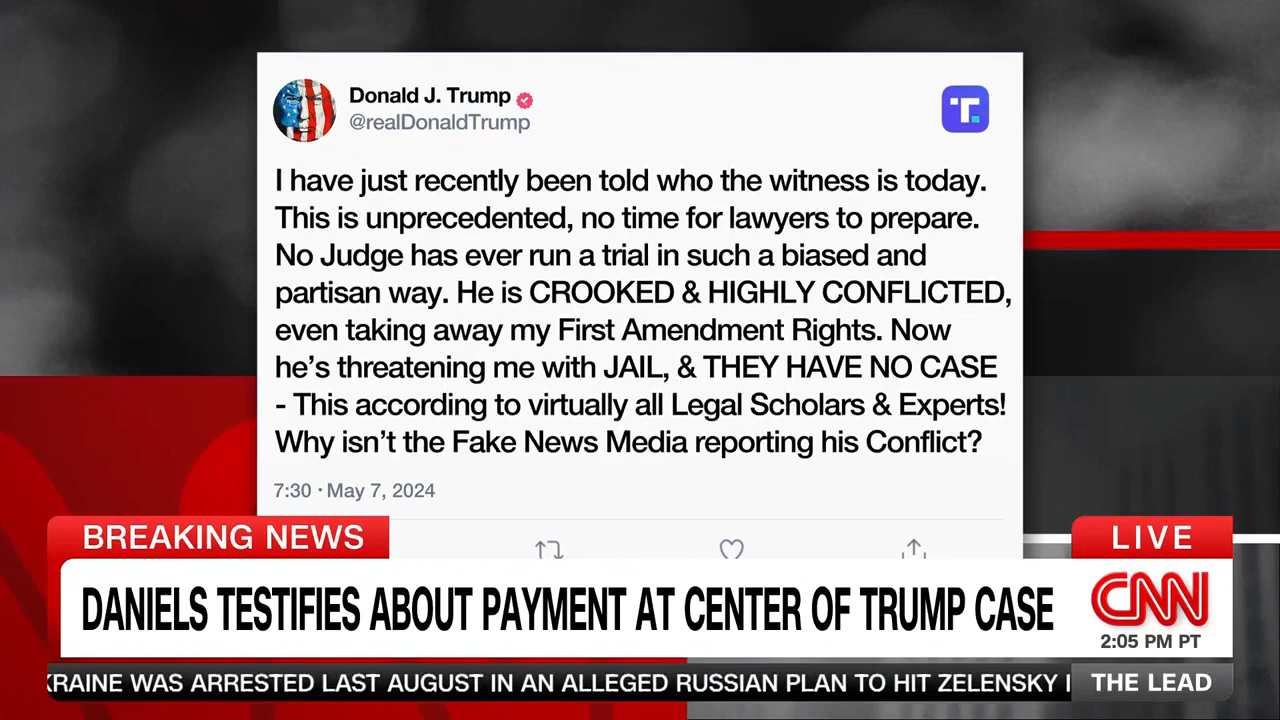 Donald J. Trump
@realDonaldTrump
T.
I have just recently been told who the witness is today.
This is unprecedented, no time for lawyers to prepare.
No Judge has ever run a trial in such a biased and
partisan way. He is CROOKED & HIGHLY CONFLICTED,
even taking away my First Amendment Rights. Now
he's threatening me with JAIL, & THEY HAVE NO CASE
- This according to virtually all Legal Scholars & Experts!
Why isn't the Fake News Media reporting his Conflict?
7:30 · May 7, 2024
BREAKING NEWS
LIVE
DANIELS TESTIFIES ABOUT PAYMENT AT CENTER OF TRUMP CASE
CNN
2:05 PM PT
KRAINE WAS ARRESTED LAST AUGUST IN AN ALLEGED RUSSIAN PLAN TO HIT ZELENSKY I
THE LEAD